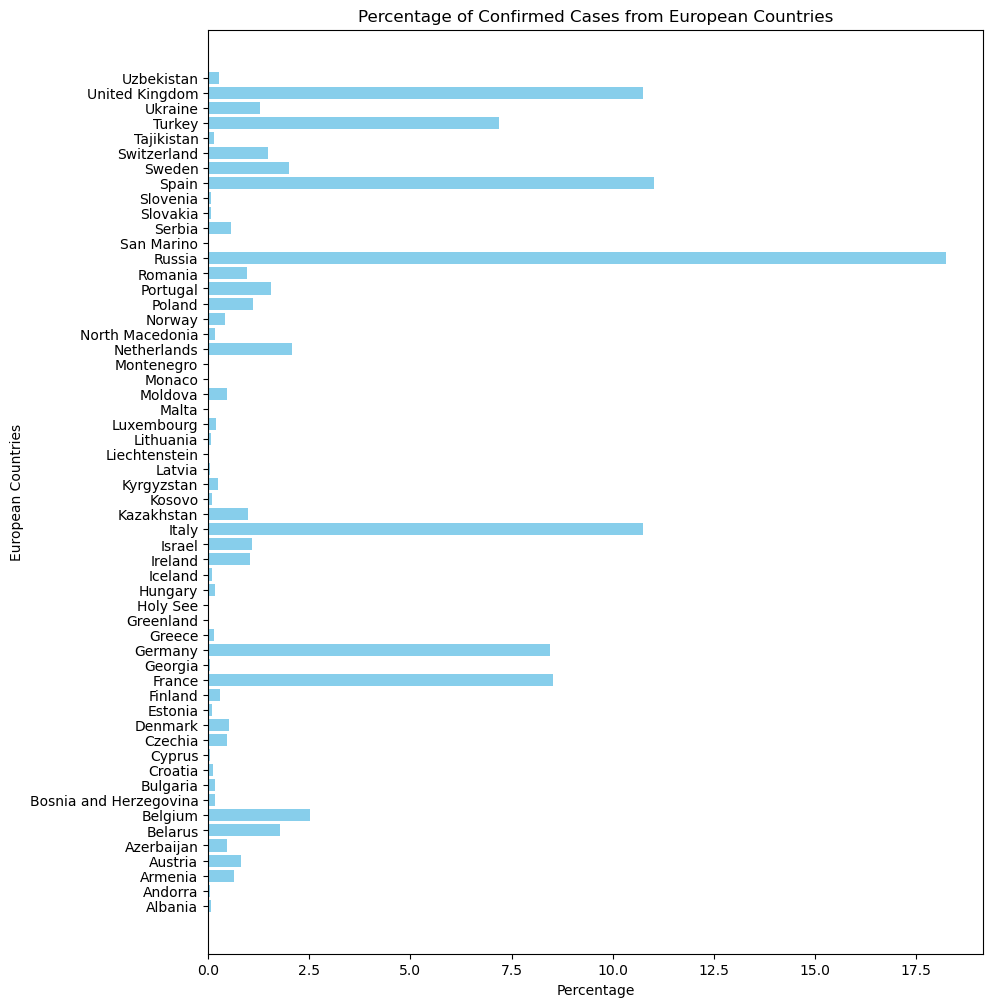 Percentage of Confirmed Cases from European Countries
Uzbekistan
United Kingdom
Ukraine
Turkey
Tajikistan
Switzerland
Sweden
Spain
Slovenia
Slovakia
Serbia
San Marino
Russia
Romania
Portugal
Poland
Norway
North Macedonia
Netherlands
Montenegro
Monaco
Moldova
Malta
Luxembourg
Lithuania
Liechtenstein
Latvia
Kyrgyzstan
Kosovo
Kazakhstan
Italy
Israel
Ireland
Iceland
Hungary
Holy See
Greenland
Greece
Germany
Georgia
France
Finland
Estonia
Denmark
Czechia
Cyprus
Croatia
Bulgaria
Bosnia and Herzegovina
Belgium
Belarus
Azerbaijan
Austria
Armenia
Andorra
Albania
European Countries
0.0 2.5 5.0 7.5 10.0 12.5 15.0 17.5
Percentage